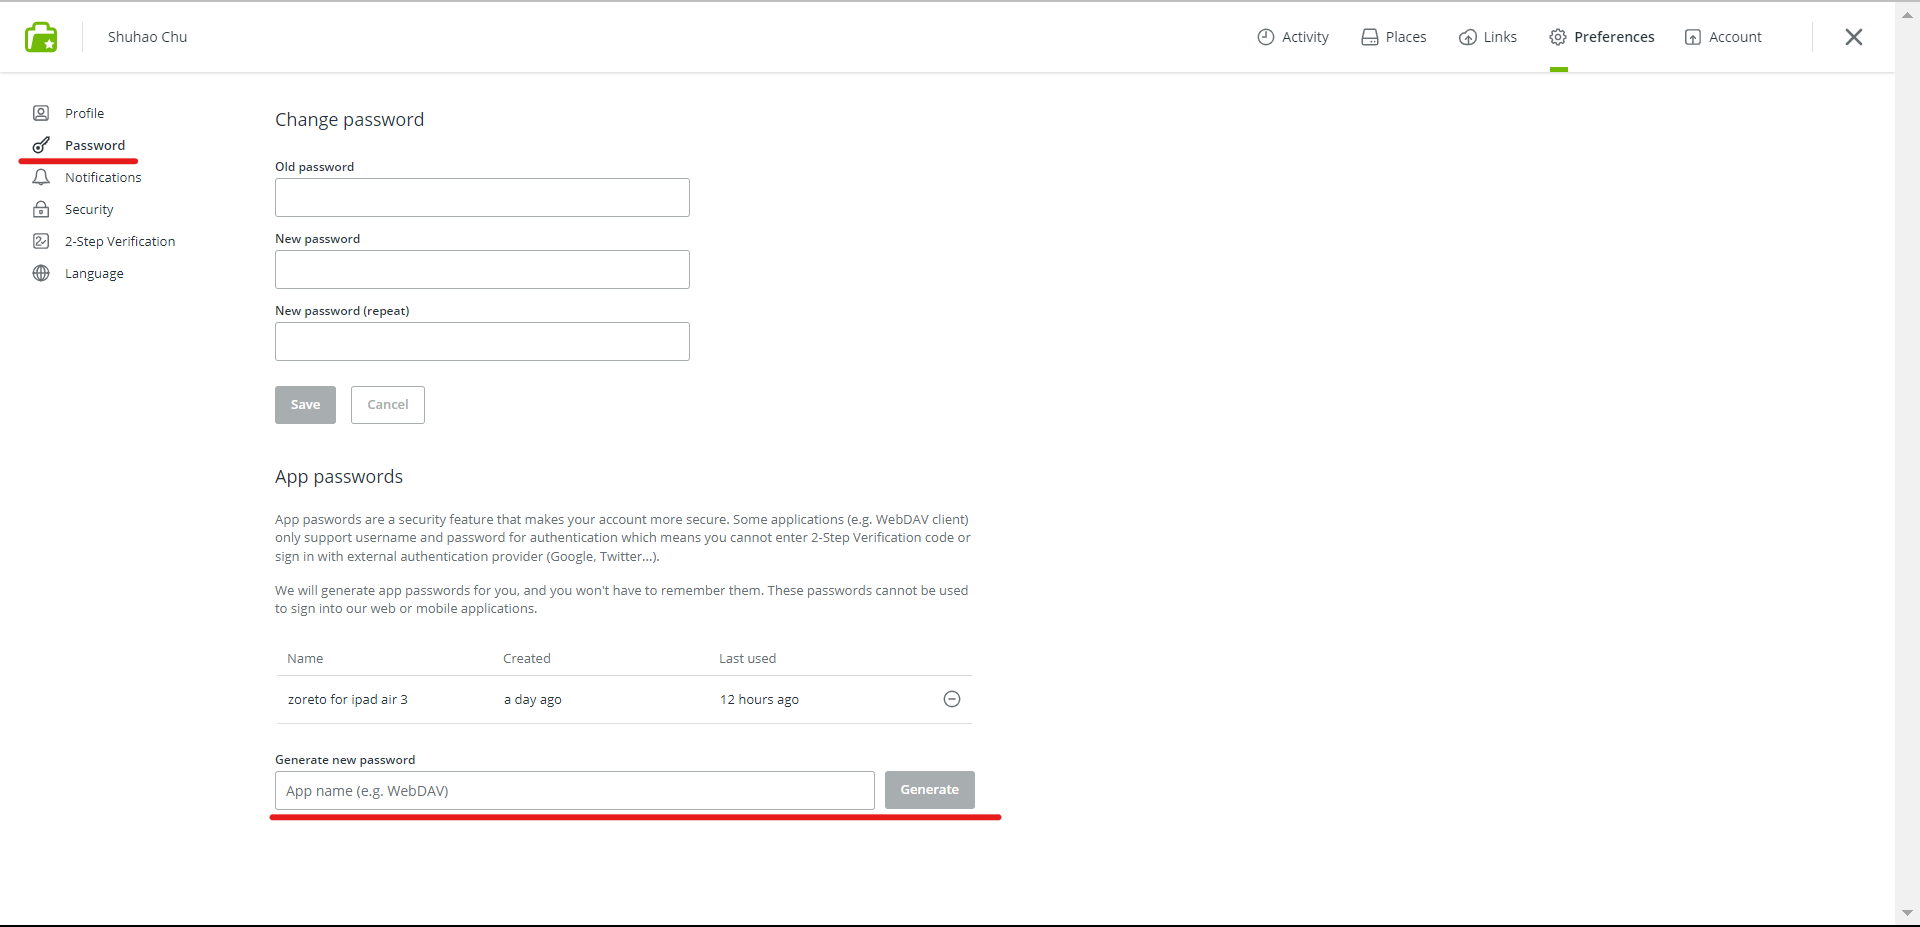 Shuhao Chu
Activity
Places
Links
Preferences
Account
Profile
Password
Notifications
Security
2-Step Verification
Language
Change password
Old password
New password
New password (repeat)
Save
Cancel
App passwords
App paswords are a security feature that makes your account more secure. Some applications (e.g. WebDAV client)
only support username and password for authentication which means you cannot enter 2-Step Verification code or
sign in with external authentication provider (Google, Twitter...).
We will generate app passwords for you, and you won't have to remember them. These passwords cannot be used
to sign into our web or mobile applications.
Name Created Last used
zoreto for ipad air 3 a day ago 12 hours ago
Generate new password
App name (e.g. WebDAV)
Generate